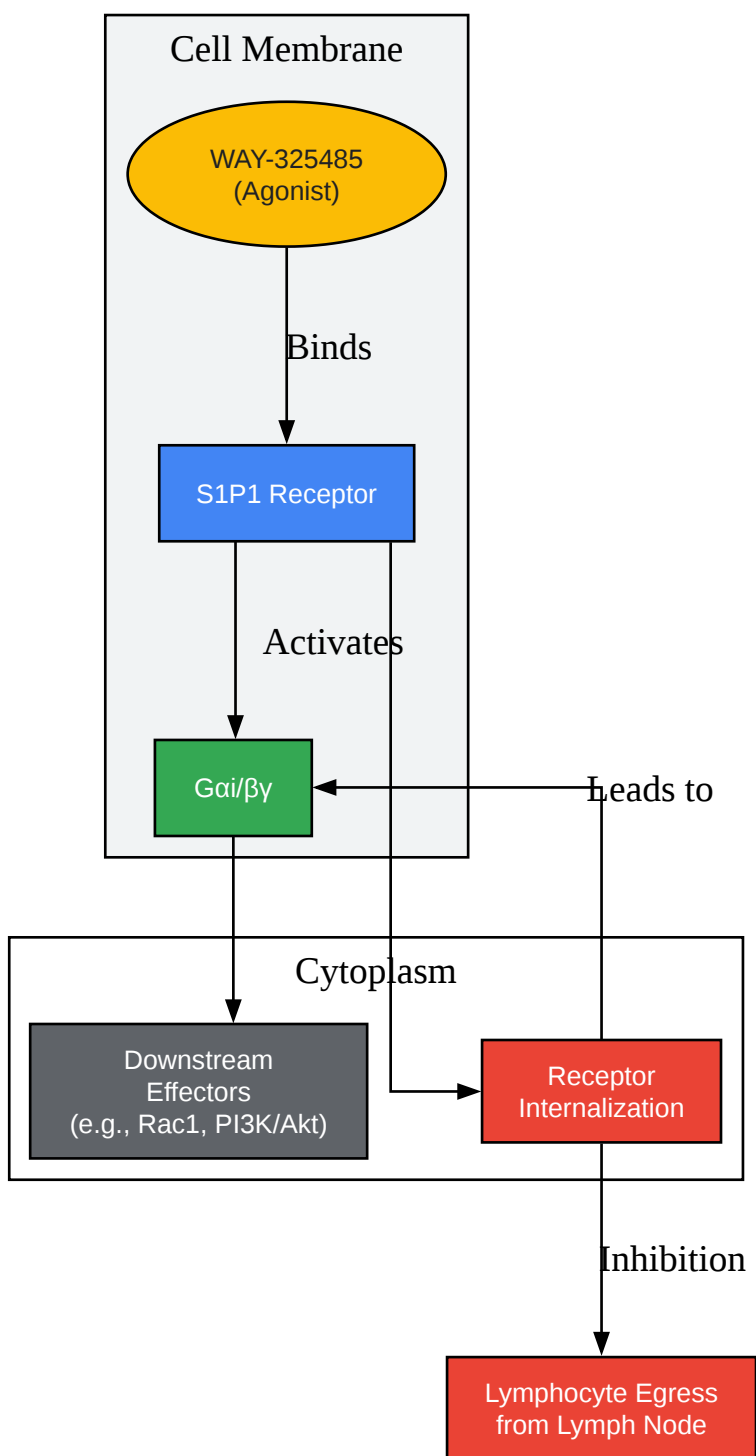 Cell Membrane
WAY-325485
(Agonist)
Binds
S1P1 Receptor
Activates
Gαi/βγ
Leads to
Cytoplasm
Downstream
Effectors
(e.g., Rac1, PI3K/Akt)
Receptor
Internalization
Inhibition
Lymphocyte Egress
from Lymph Node